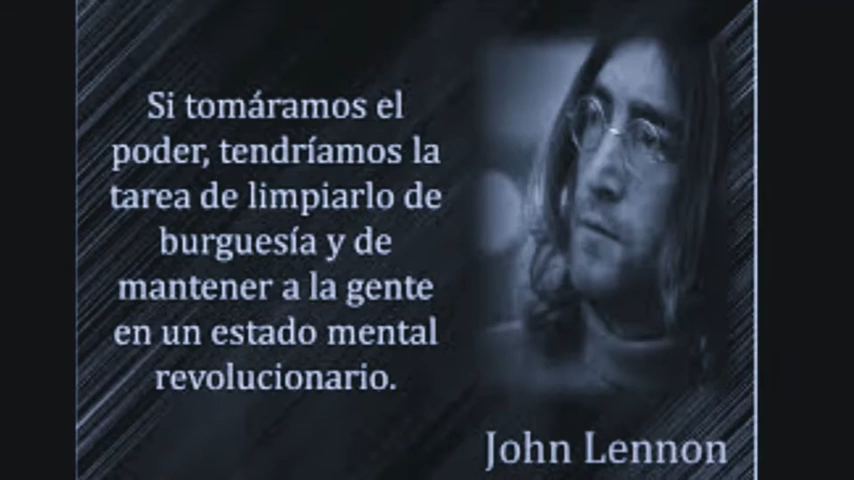 Si tomáramos el
poder, tendríamos la
tarea de limpiarlo de
burguesía y de
mantener a la gente
en un estado mental
revolucionario.
John Lennon